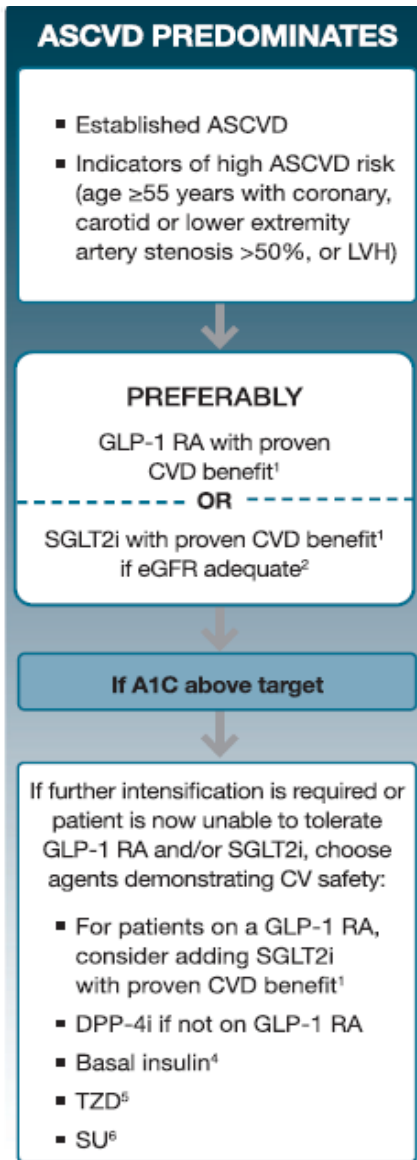 ASCVD PREDOMINATES
▪ Established ASCVD
▪ Indicators of high ASCVD risk
(age ≥55 years with coronary,
carotid or lower extremity
artery stenosis >50%, or LVH)
PREFERABLY
GLP-1 RA with proven
CVD benefit¹
OR
SGLT2i with proven CVD benefit¹
if eGFR adequate²
If A1C above target
If further intensification is required or
patient is now unable to tolerate
GLP-1 RA and/or SGLT2i, choose
agents demonstrating CV safety:
▪ For patients on a GLP-1 RA,
consider adding SGLT2i
with proven CVD benefit¹
▪ DPP-4i if not on GLP-1 RA
▪ Basal insulin⁴
▪ TZD⁵
▪ SU⁶